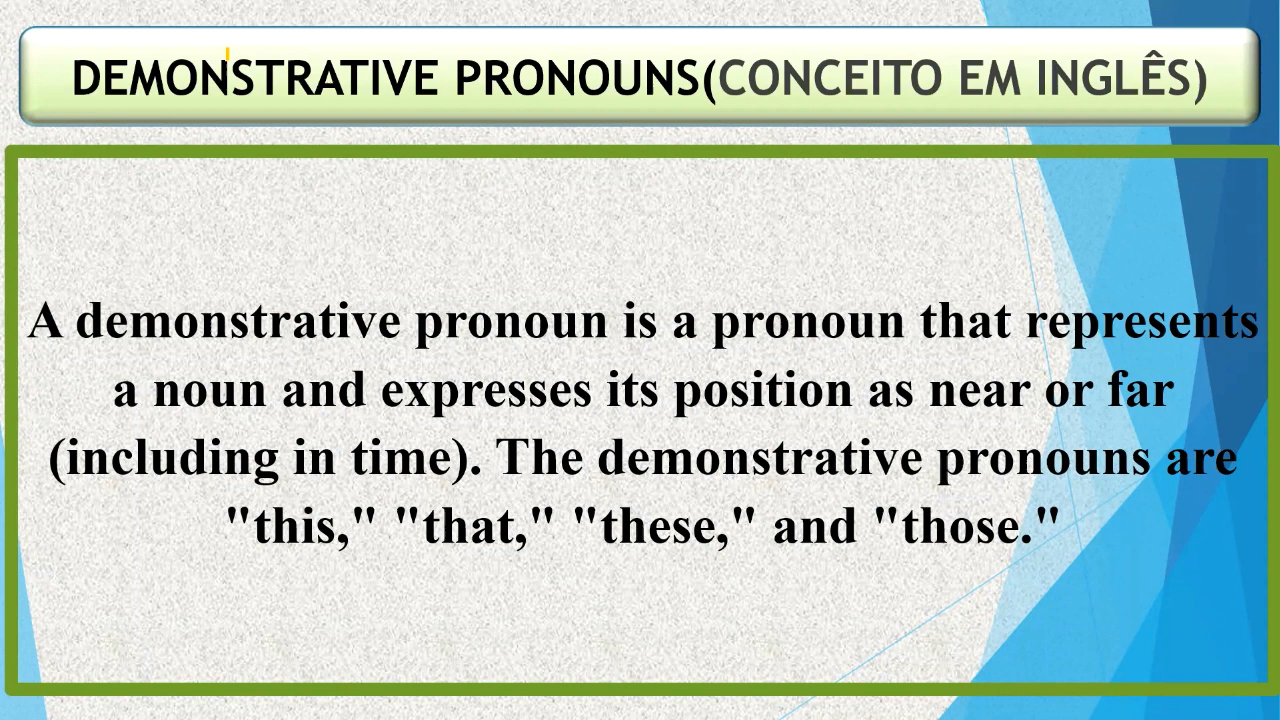 DEMONSTRATIVE PRONOUNS(CONCEITO EM INGLÊS)
A demonstrative pronoun is a pronoun that represents
a noun and expresses its position as near or far
(including in time). The demonstrative pronouns are
"this," "that," "these," and "those."